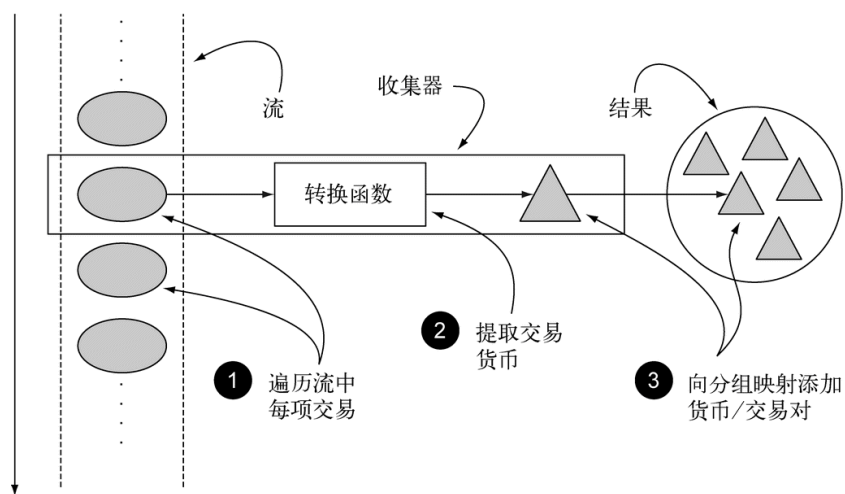 流
收集器
结果
转换函数
1
遍历流中
每项交易
2
提取交易
货币
3
向分组映射添加
货币/交易对